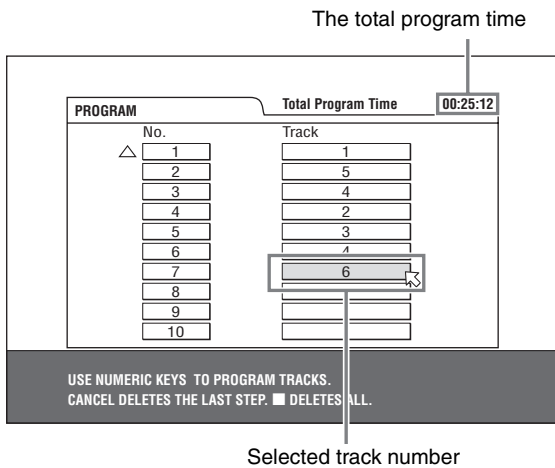 The total program time
PROGRAM Total Program Time 00:25:12
No. Track
1 1
2 5
3 4
4 2
5 3
6 4
7 6
8
9
10
USE NUMERIC KEYS TO PROGRAM TRACKS.
CANCEL DELETES THE LAST STEP. ■ DELETES ALL.
Selected track number